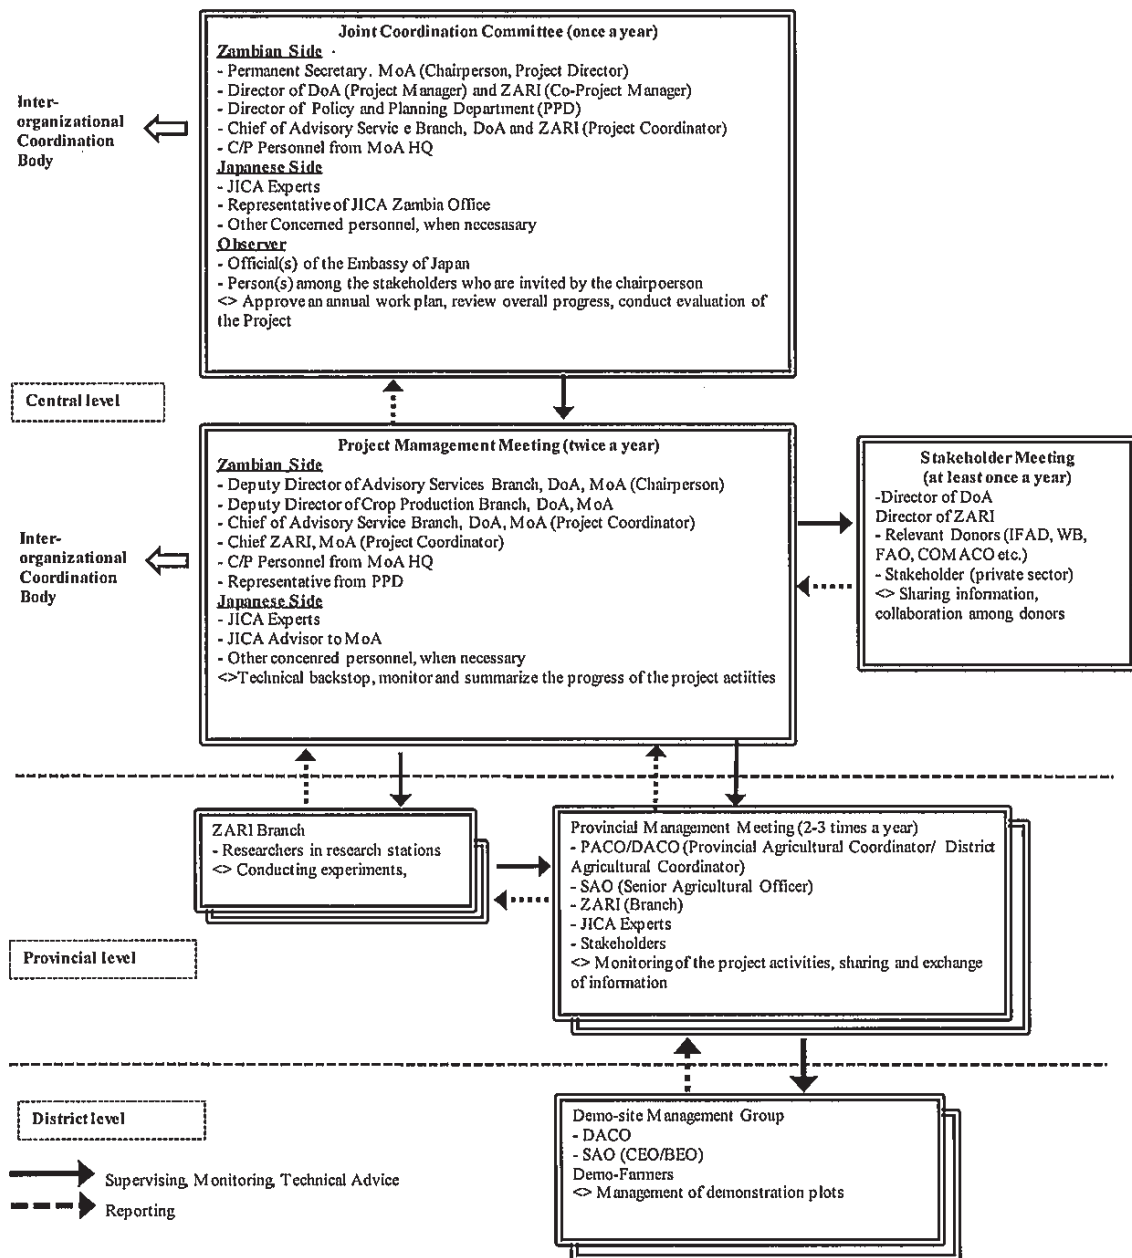 Joint Coordination Committee (once a year)
Zambian Side
- Permanent Secretary. MoA (Chairperson, Project Director)
- Director of DoA (Project Manager) and ZARI (Co-Project Manager)
- Director of Policy and Planning Department (PPD)
- Chief of Advisory Servic e Branch, DoA and ZARI (Project Coordinator)
- C/P Personnel from MoA HQ
Japanese Side
- JICA Experts
- Representative of JICA Zambia Office
- Other Concerned personnel, when necesasary
Observer
- Official(s) of the Embassy of Japan
- Person(s) among the stakeholders who are invited by the chairpoerson
<> Approve an annual work plan, review overall progress, conduct evaluation of
the Project
Inter-
organizational
Coordination
Body
Central level
Project Mamagement Meeting (twice a year)
Zambian Side
- Deputy Director of Advisory Services Branch, DoA, MoA (Chairperson)
- Deputy Director of Crop Production Branch, DoA, MoA
- Chief of Advisory Service Branch, DoA, MoA (Project Coordinator)
- Chief ZARI, MoA (Project Coordinator)
- C/P Personnel from MoA HQ
- Representative from PPD
Japanese Side
- JICA Experts
- JICA Advisor to MoA
- Other concenred personnel, when necessary
<>Technical backstop, monitor and summarize the progress of the project actiities
Inter-
organizational
Coordination
Body
Stakeholder Meeting
(at least once a year)
-Director of DoA
Director of ZARI
- Relevant Donors (IFAD, WB,
FAO, COMACO etc.)
- Stakeholder (private sector)
<> Sharing information,
collaboration among donors
ZARI Branch
- Researchers in research stations
<> Conducting experiments,
Provincial Management Meeting (2-3 times a year)
- PACO/DACO (Provincial Agricultural Coordinator/ District
Agricultural Coordinator)
- SAO (Senior Agricultural Officer)
- ZARI (Branch)
- JICA Experts
- Stakeholders
<> Monitoring of the project activities, sharing and exchange
of information
Provincial level
District level
Demo-site Management Group
- DACO
- SAO (CEO/BEO)
Demo-Farmers
<> Management of demonstration plots
Supervising, Monitoring, Technical Advice
Reporting